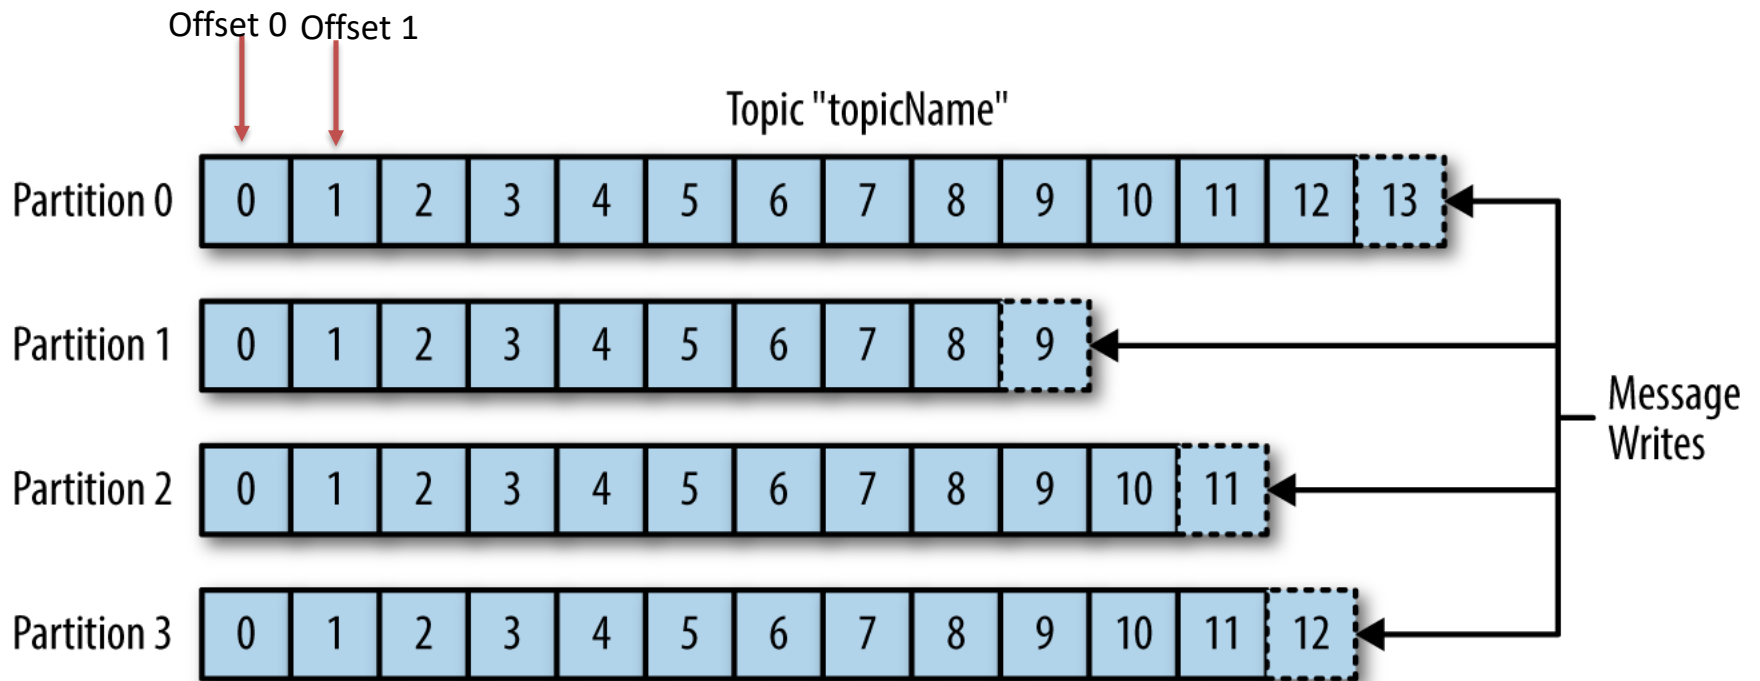 Offset 0 Offset 1
Topic "topicName"
Partition 0 0 1 2 3 4 5 6 7 8 9 10 11 12 13
Partition 1 0 1 2 3 4 5 6 7 8 9
Message
Writes
Partition 2 0 1 2 3 4 5 6 7 8 9 10 11
Partition 3 0 1 2 3 4 5 6 7 8 9 10 11 12